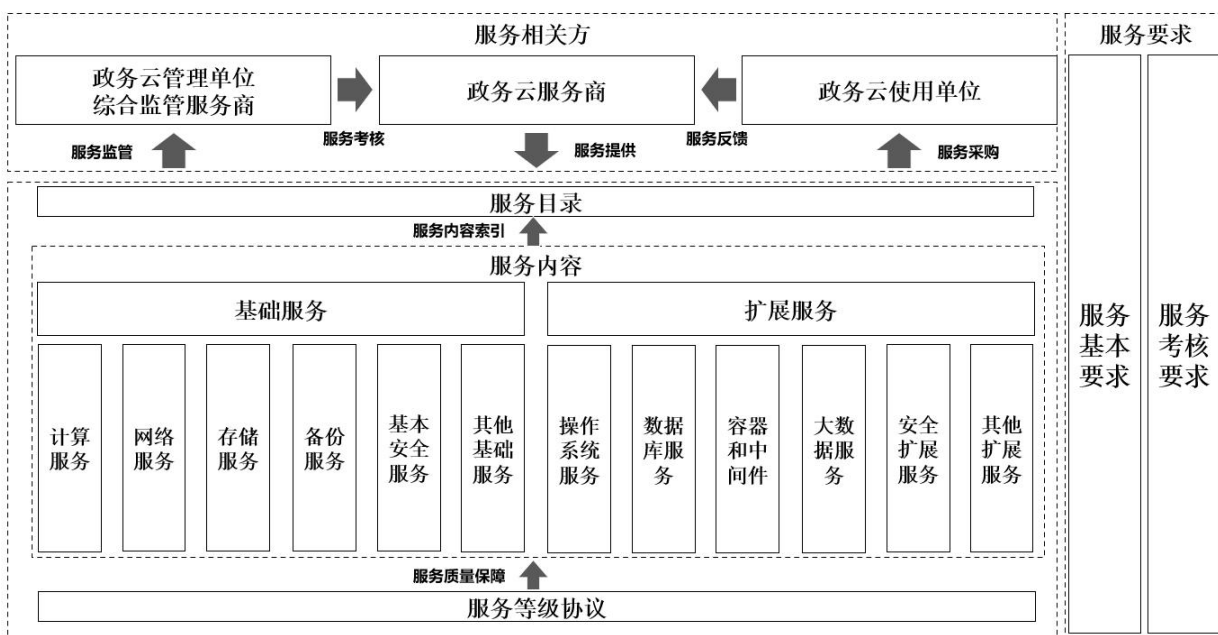 服务相关方
政务云管理单位
综合监管服务商
政务云服务商
政务云使用单位
服务考核
服务反馈
服务监管
服务提供
服务采购
服务目录
服务内容索引
服务内容
基础服务
扩展服务
计算
服务
网络
服务
存储
服务
备份
服务
基本
安全
服务
其他
基础
服务
操作
系统
服务
数据
库服
务
容器
和中
间件
大数
据服
务
安全
扩展
服务
其他
扩展
服务
服务质量保障
服务等级协议
服务要求
服务
基本
要求
服务
考核
要求